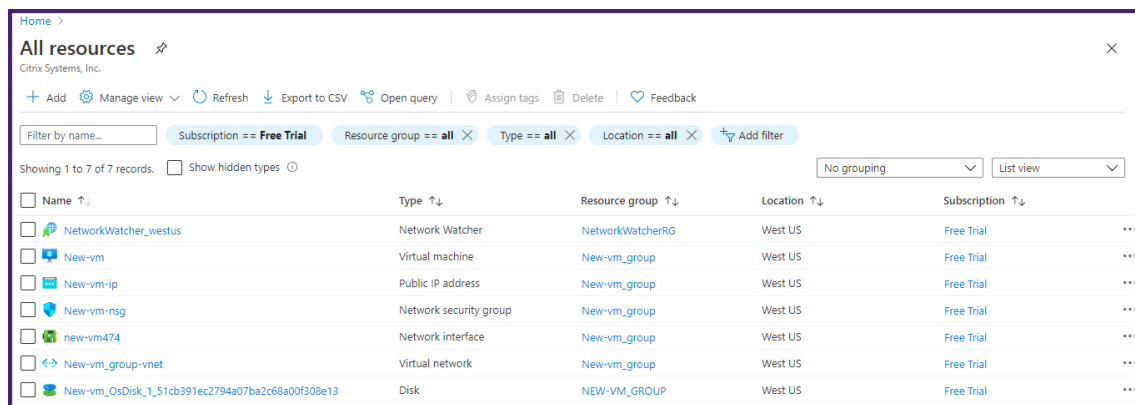 Home >
All resources
Citrix Systems, Inc.
Add Manage view Refresh Export to CSV Open query Assign tags Delete Feedback
Filter by name... Subscription == Free Trial Resource group == all Type == all Location == all Add filter
Showing 1 to 7 of 7 records. Show hidden types No grouping List view
Name Type Resource group Location Subscription
NetworkWatcher_westus Network Watcher NetworkWatcherRG West US Free Trial
New-vm Virtual machine New-vm_group West US Free Trial
New-vm-ip Public IP address New-vm_group West US Free Trial
New-vm-nsg Network security group New-vm_group West US Free Trial
new-vm474 Network interface New-vm_group West US Free Trial
New-vm_group-vnet Virtual network New-vm_group West US Free Trial
New-vm_OsDisk_1_51cb391ec2794a07ba2c68a00f308e13 Disk NEW-VM_GROUP West US Free Trial